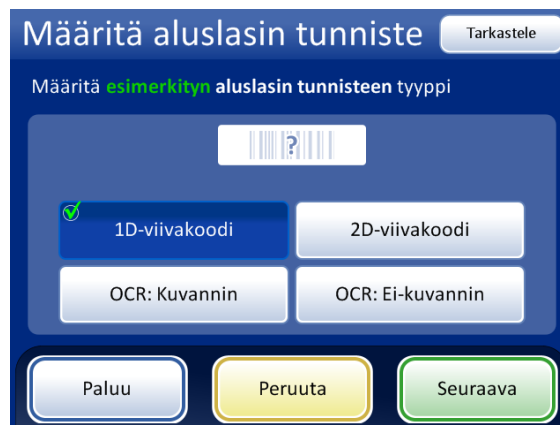 Määritä aluslasin tunniste
Tarkastele
Määritä esimerkityn aluslasin tunnisteen tyyppi
?
1D-viivakoodi
2D-viivakoodi
OCR: Kuvannin
OCR: Ei-kuvannin
Paluu
Peruuta
Seuraava